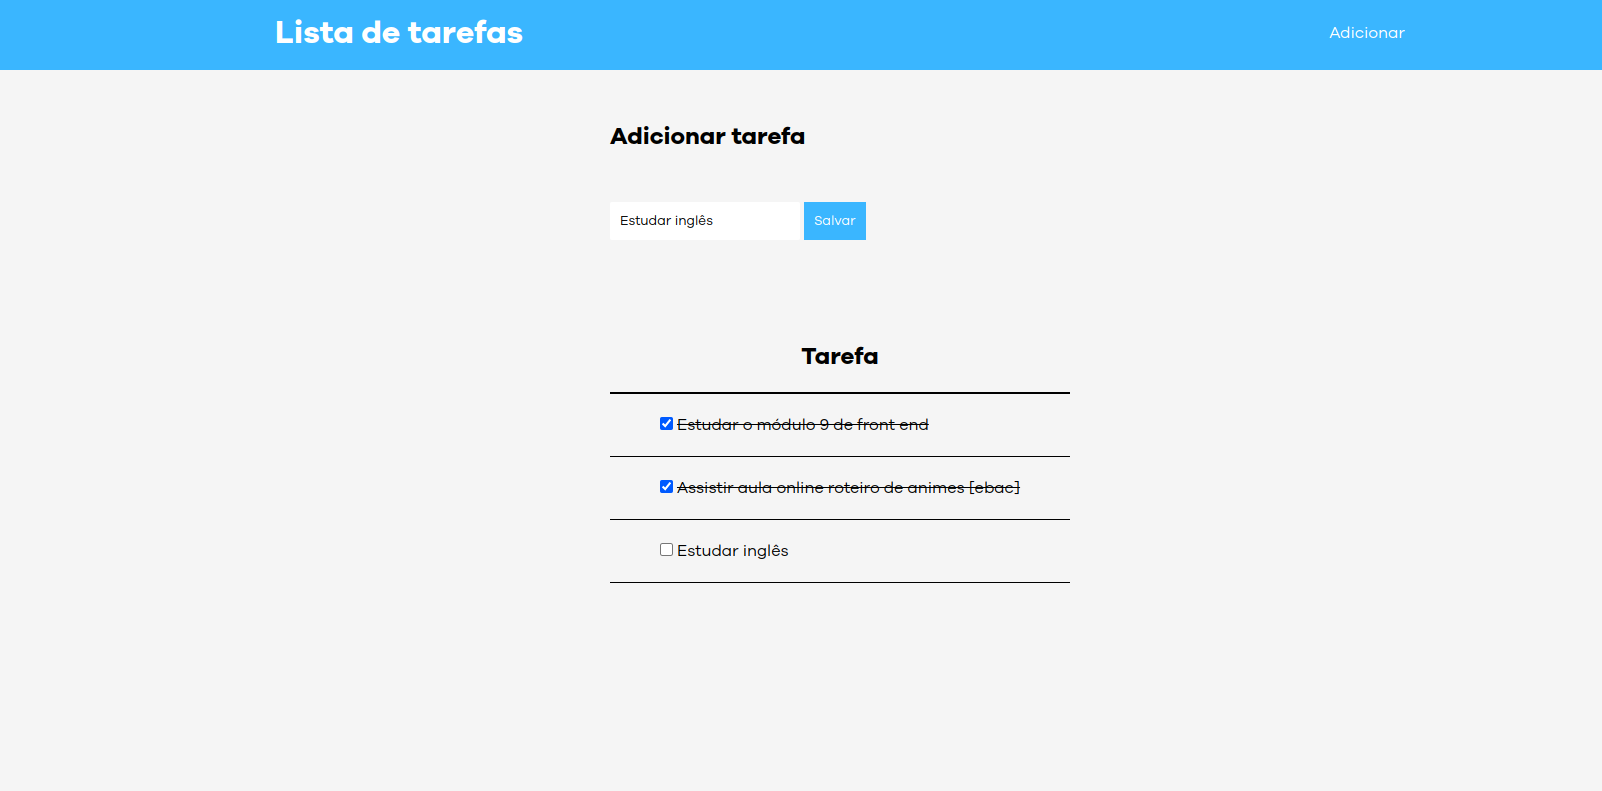 Lista de tarefas
Adicionar
Adicionar tarefa
Estudar inglês
Salvar
Tarefa
Estudar o módulo 9 de front end
Assistir aula online roteiro de animes [ebac]
Estudar inglês